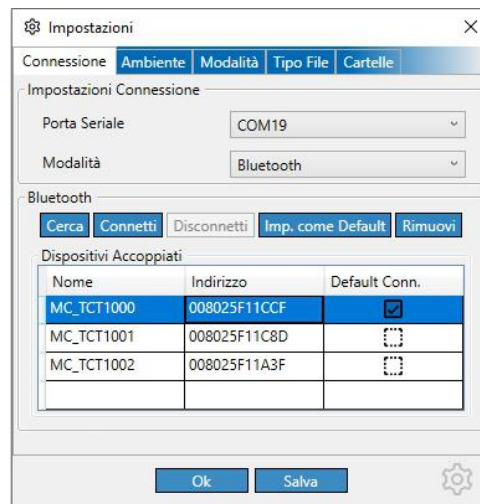 Impostazioni
Connessione Ambiente Modalità Tipo File Cartelle
Impostazioni Connessione
Porta Seriale COM19
Modalità Bluetooth
Bluetooth
Cerca Connetti Disconnetti Imp. come Default Rimuovi
Dispositivi Accoppiati
Nome Indirizzo Default Conn.
MC_TCT1000 008025F11CCF
MC_TCT1001 008025F11C8D
MC_TCT1002 008025F11A3F
Ok Salva